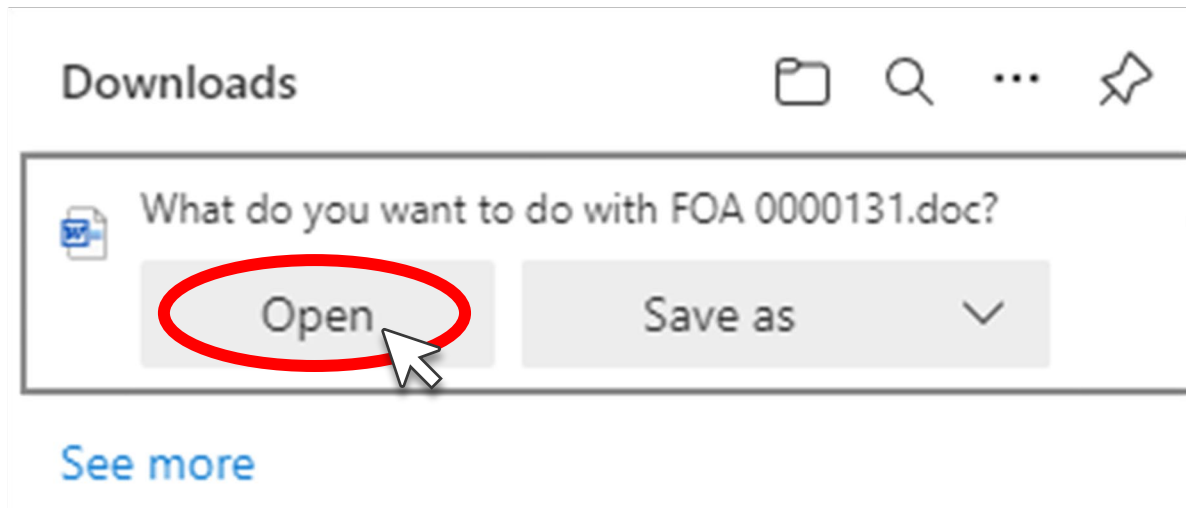 Downloads
What do you want to do with FOA 0000131.doc?
Open
Save as
See more